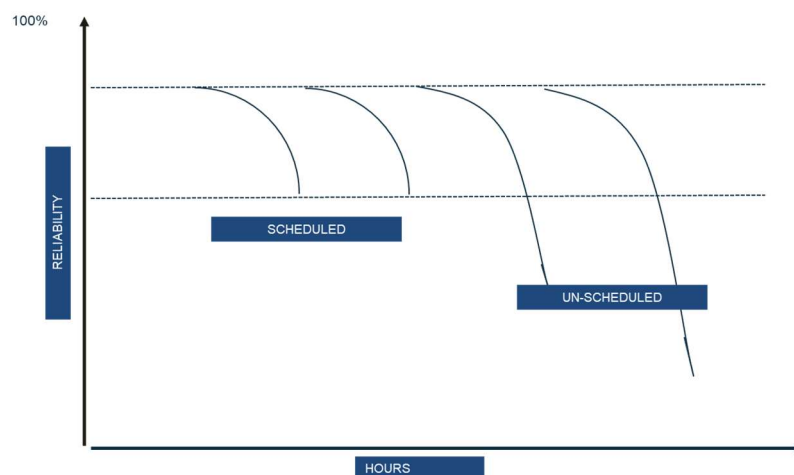 100%
RELIABILITY
SCHEDULED
UN-SCHEDULED
HOURS